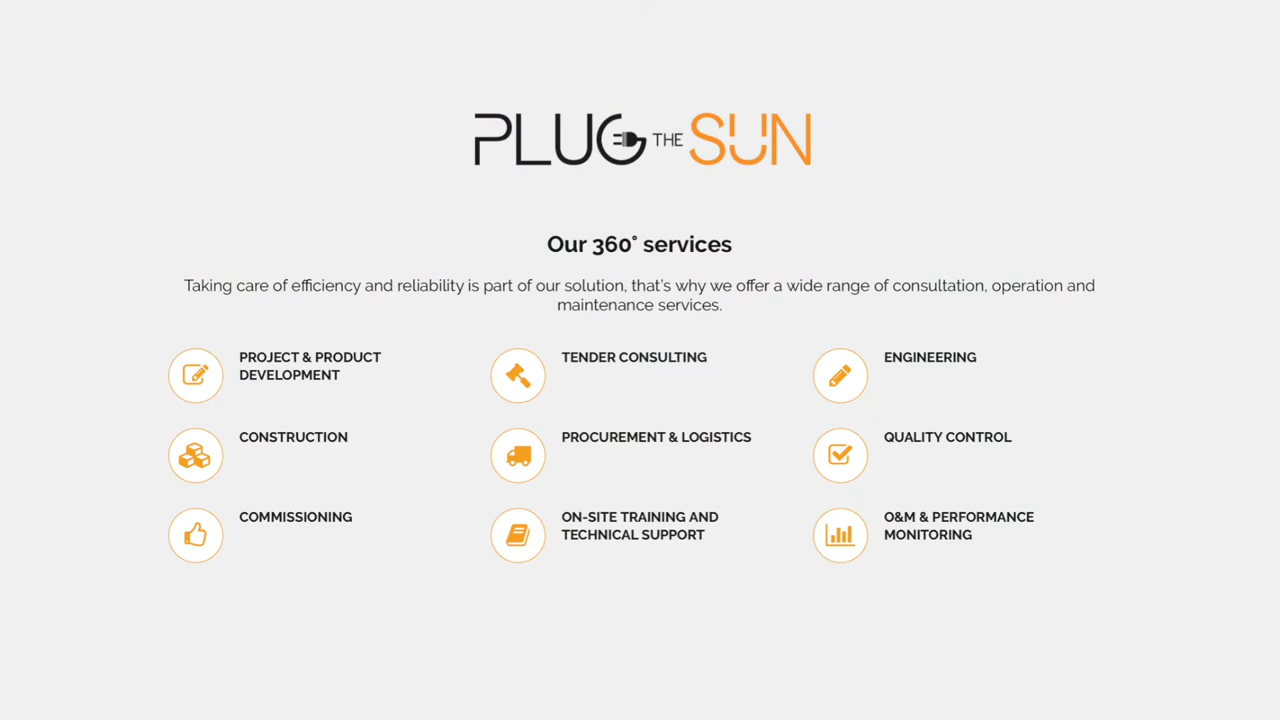 PLUG THE SUN
Our 360° services
Taking care of efficiency and reliability is part of our solution, that's why we offer a wide range of consultation, operation and
maintenance services.
PROJECT & PRODUCT
DEVELOPMENT
TENDER CONSULTING
ENGINEERING
CONSTRUCTION
PROCUREMENT & LOGISTICS
QUALITY CONTROL
COMMISSIONING
ON-SITE TRAINING AND
TECHNICAL SUPPORT
O&M & PERFORMANCE
MONITORING